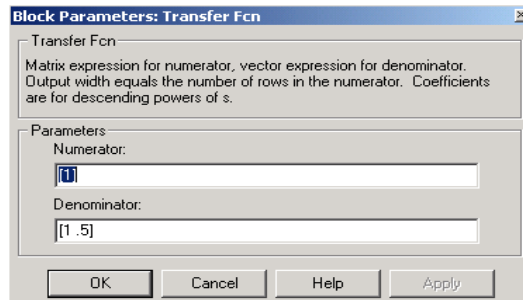 Block Parameters: Transfer Fcn
Transfer Fcn
Matrix expression for numerator, vector expression for denominator.
Output width equals the number of rows in the numerator. Coefficients
are for descending powers of s.
Parameters
Numerator:
[1]
Denominator:
[1 .5]
OK Cancel Help Apply